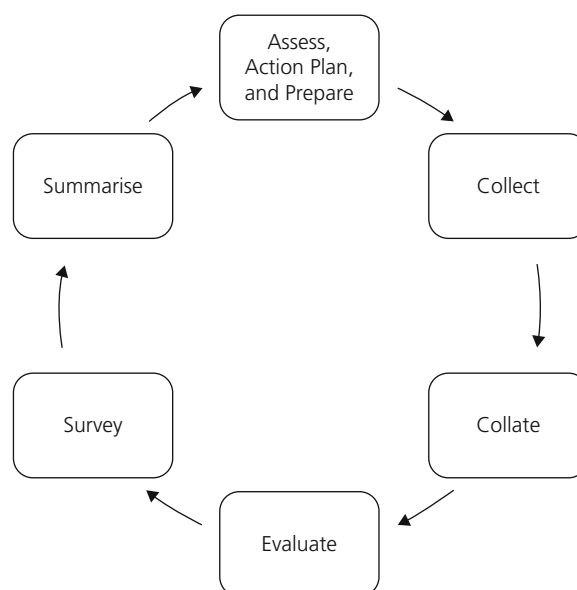 Assess,
Action Plan,
and Prepare
Collect
Collate
Evaluate
Survey
Summarise